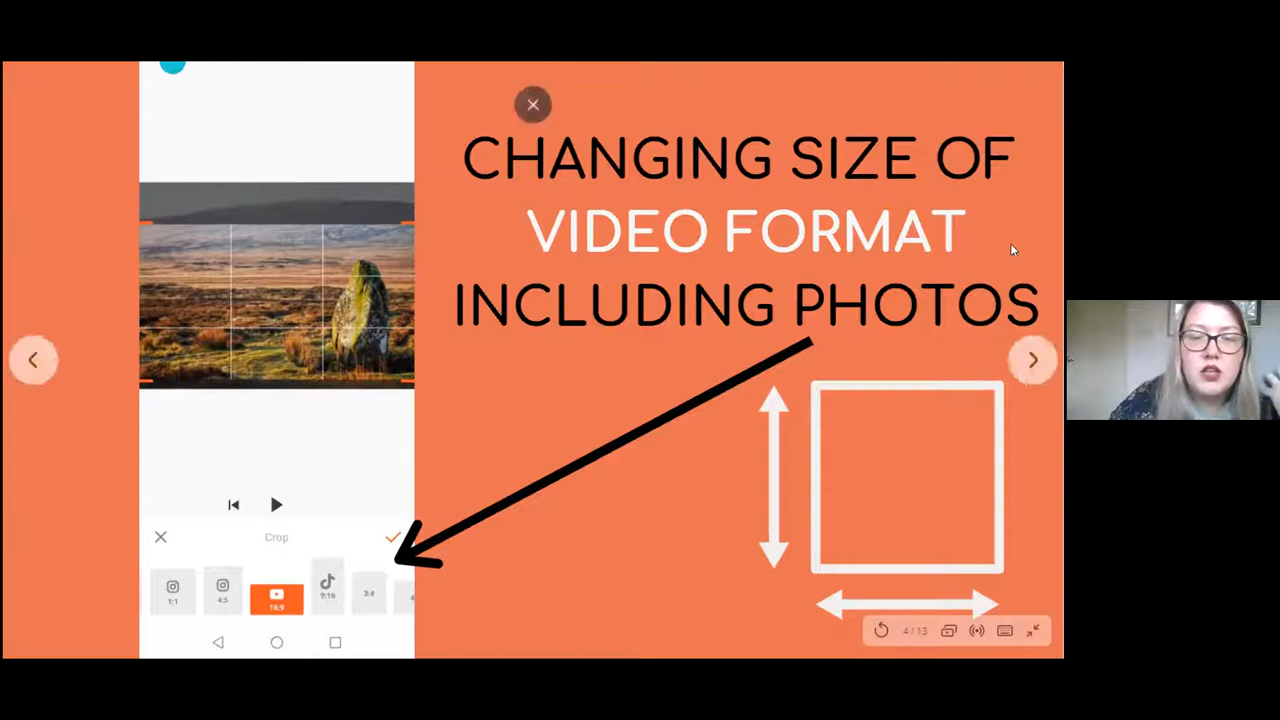 CHANGING SIZE OF
VIDEO FORMAT
INCLUDING PHOTOS
Crop
1:1
4:5
16:9
9:16
3:4
4
4/13